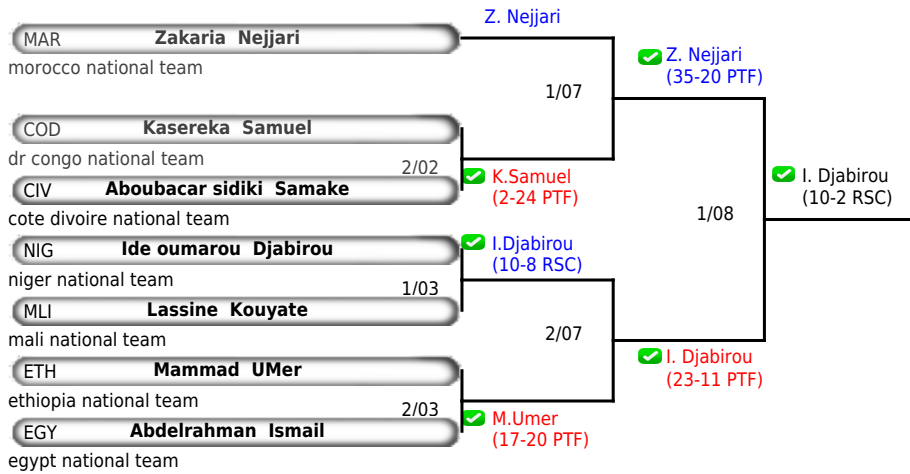 Z. Nejjari
MAR Zakaria Nejjari
morocco national team
Z. Nejjari
(35-20 PTF)
1/07
COD Kasereka Samuel
dr congo national team
2/02
K.Samuel
(2-24 PTF)
CIV Aboubacar sidiki Samake
cote divoire national team
I. Djabirou
(10-2 RSC)
1/08
NIG Ide oumarou Djabirou
niger national team
I.Djabirou
(10-8 RSC)
1/03
MLI Lassine Kouyate
mali national team
2/07
I. Djabirou
(23-11 PTF)
ETH Mammad UMer
ethiopia national team
2/03
M.Umer
(17-20 PTF)
EGY Abdelrahman Ismail
egypt national team